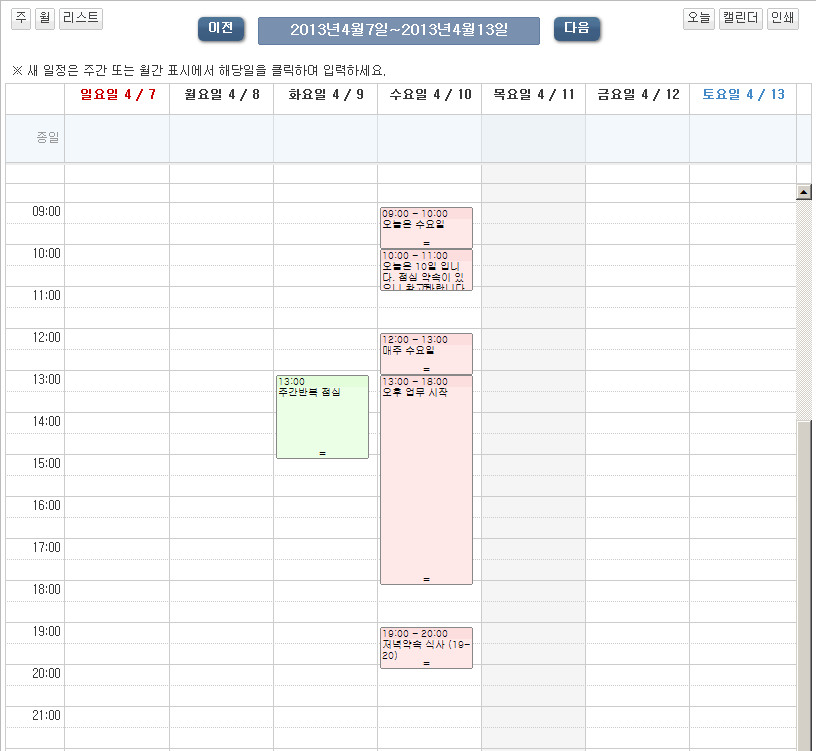 주 월 리스트 이전 2013년4월7일~2013년4월13일 다음 오늘 캘린더 인쇄
※ 새 일정은 주간 또는 월간 표시에서 해당일을 클릭하며 입력하세요.
일요일 4 / 7 월요일 4 / 8 화요일 4 / 9 수요일 4 / 10 목요일 4 / 11 금요일 4 / 12 토요일 4 / 13
종일
09:00
09:00 - 10:00
오늘은 수요일
10:00
10:00 - 11:00
오늘은 10일 입니
다. 점심 약속이 있
으니 참고바랍니다
11:00
12:00
12:00 - 13:00
매주 수요일
13:00
13:00
주간반복 점심
13:00 - 18:00
오후 업무 시작
14:00
15:00
16:00
17:00
18:00
19:00
19:00 - 20:00
저녁약속 식사 (19-
20)
20:00
21:00